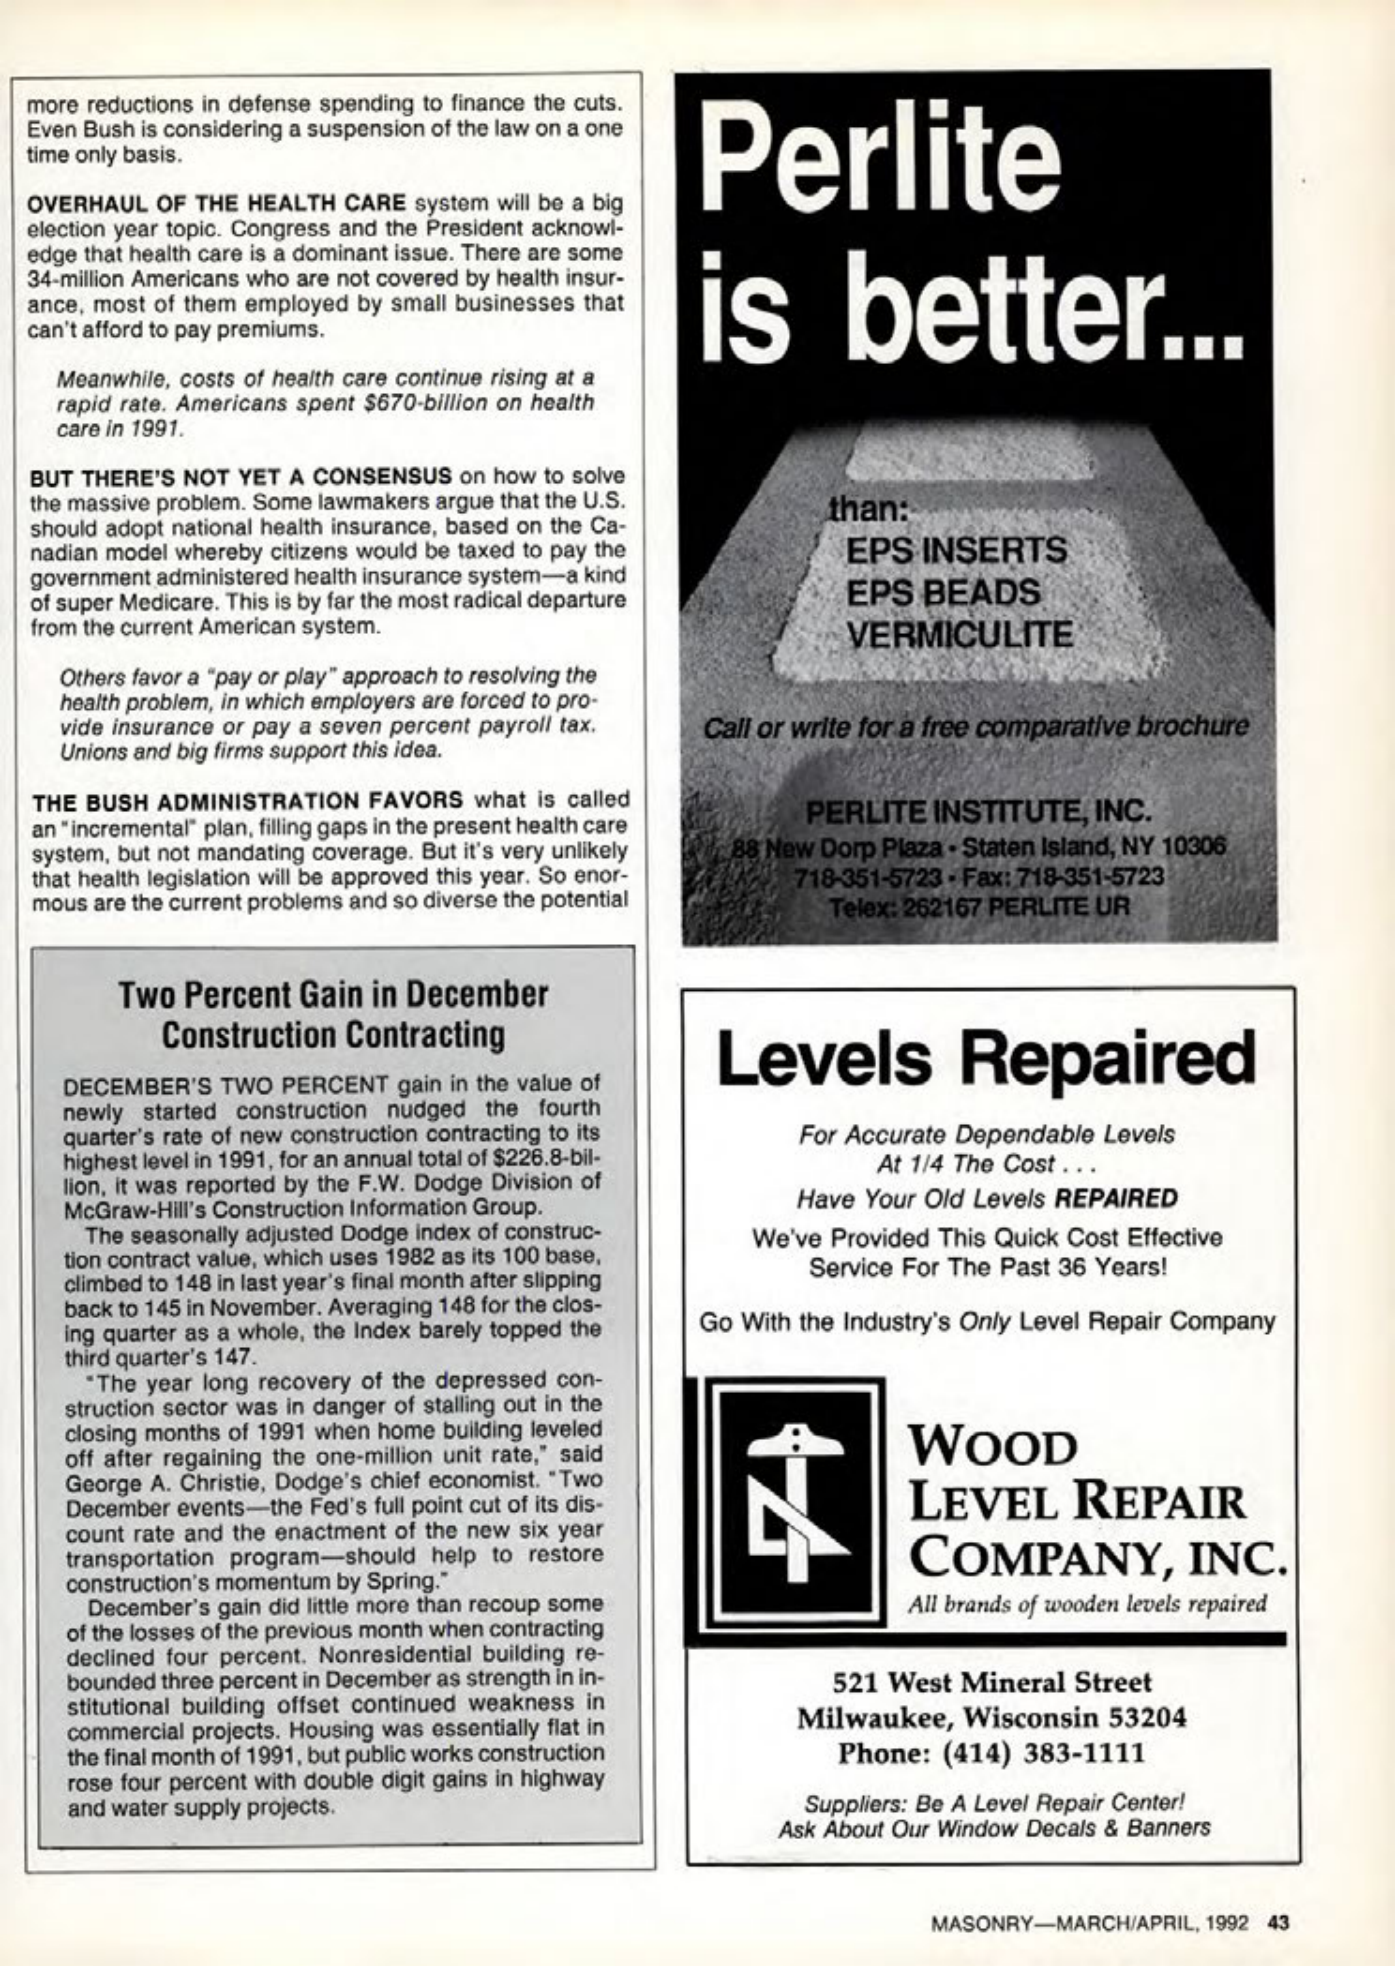 more reductions in defense spending to finance the cuts.
Even Bush is considering a suspension of the law on a one
time only basis.
OVERHAUL OF THE HEALTH CARE system will be a big
election year topic. Congress and the President acknowl-
edge that health care is a dominant issue. There are some
34-million Americans who are not covered by health insur-
ance, most of them employed by small businesses that
can't afford to pay premiums.
Meanwhile, costs of health care continue rising at a
rapid rate. Americans spent $670-billion on health
care in 1991.
BUT THERE'S NOT YET A CONSENSUS on how to solve
the massive problem. Some lawmakers argue that the U.S.
should adopt national health insurance, based on the Ca-
nadian model whereby citizens would be taxed to pay the
government administered health insurance system—a kind
of super Medicare. This is by far the most radical departure
from the current American system.
Others favor a "pay or play" approach to resolving the
health problem, in which employers are forced to pro-
vide insurance or pay a seven percent payroll tax.
Unions and big firms support this idea.
THE BUSH ADMINISTRATION FAVORS what is called
an "incremental" plan, filling gaps in the present health care
system, but not mandating coverage. But it's very unlikely
that health legislation will be approved this year. So enor-
mous are the current problems and so diverse the potential
Two Percent Gain in December
Construction Contracting
DECEMBER'S TWO PERCENT gain in the value of
newly started construction nudged the fourth
quarter's rate of new construction contracting to its
highest level in 1991, for an annual total of $226.8-bil-
lion, it was reported by the F.W. Dodge Division of
McGraw-Hill's Construction Information Group.
The seasonally adjusted Dodge index of construc-
tion contract value, which uses 1982 as its 100 base,
climbed to 148 in last year's final month after slipping
back to 145 in November. Averaging 148 for the clos-
ing quarter as a whole, the Index barely topped the
third quarter's 147.
"The year long recovery of the depressed con-
struction sector was in danger of stalling out in the
closing months of 1991 when home building leveled
off after regaining the one-million unit rate," said
George A. Christie, Dodge's chief economist. "Two
December events—the Fed's full point cut of its dis-
count rate and the enactment of the new six year
transportation program—should help to restore
construction's momentum by Spring."
December's gain did little more than recoup some
of the losses of the previous month when contracting
declined four percent. Nonresidential building re-
bounded three percent in December as strength in in-
stitutional building offset continued weakness in
commercial projects. Housing was essentially flat in
the final month of 1991, but public works construction
rose four percent with double digit gains in highway
and water supply projects.
Perlite
is better...
than:
EPS INSERTS
EPS BEADS
VERMICULITE
Call or write for a free comparative brochure
PERLITE INSTITUTE, INC.
88 New Dorp Plaza • Staten Island, NY 10306
718-351-5723 • Fax: 718-351-5723
Telex: 262167 PERLITE UR
Levels Repaired
For Accurate Dependable Levels
At 1/4 The Cost . . .
Have Your Old Levels REPAIRED
We've Provided This Quick Cost Effective
Service For The Past 36 Years!
Go With the Industry's Only Level Repair Company
WOOD
LEVEL REPAIR
COMPANY, INC.
All brands of wooden levels repaired
521 West Mineral Street
Milwaukee, Wisconsin 53204
Phone: (414) 383-1111
Suppliers: Be A Level Repair Center!
Ask About Our Window Decals & Banners
MASONRY—MARCH/APRIL, 1992 43